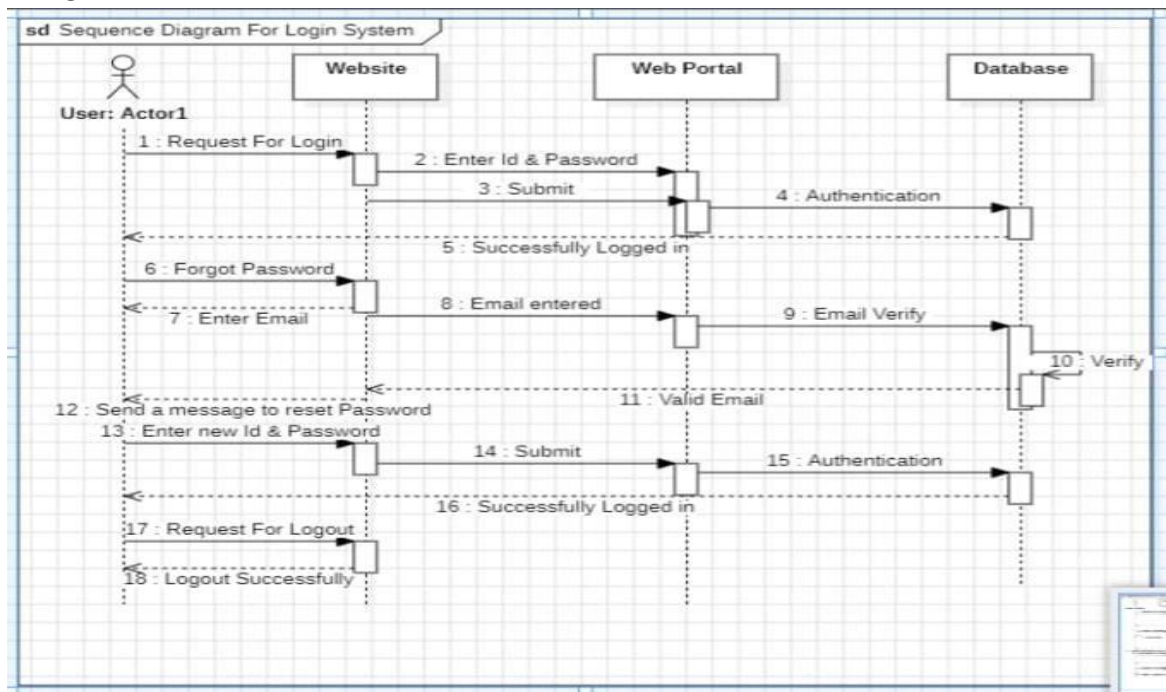 sd Sequence Diagram For Login System
Website
Web Portal
Database
User: Actor1
1 : Request For Login
2 : Enter Id & Password
3 : Submit
4 : Authentication
5 : Successfully Logged in
6 : Forgot Password
7 : Enter Email
8 : Email entered
9 : Email Verify
10 : Verify
11 : Valid Email
12 : Send a message to reset Password
13 : Enter new Id & Password
14 : Submit
15 : Authentication
16 : Successfully Logged in
17 : Request For Logout
18 : Logout Successfully